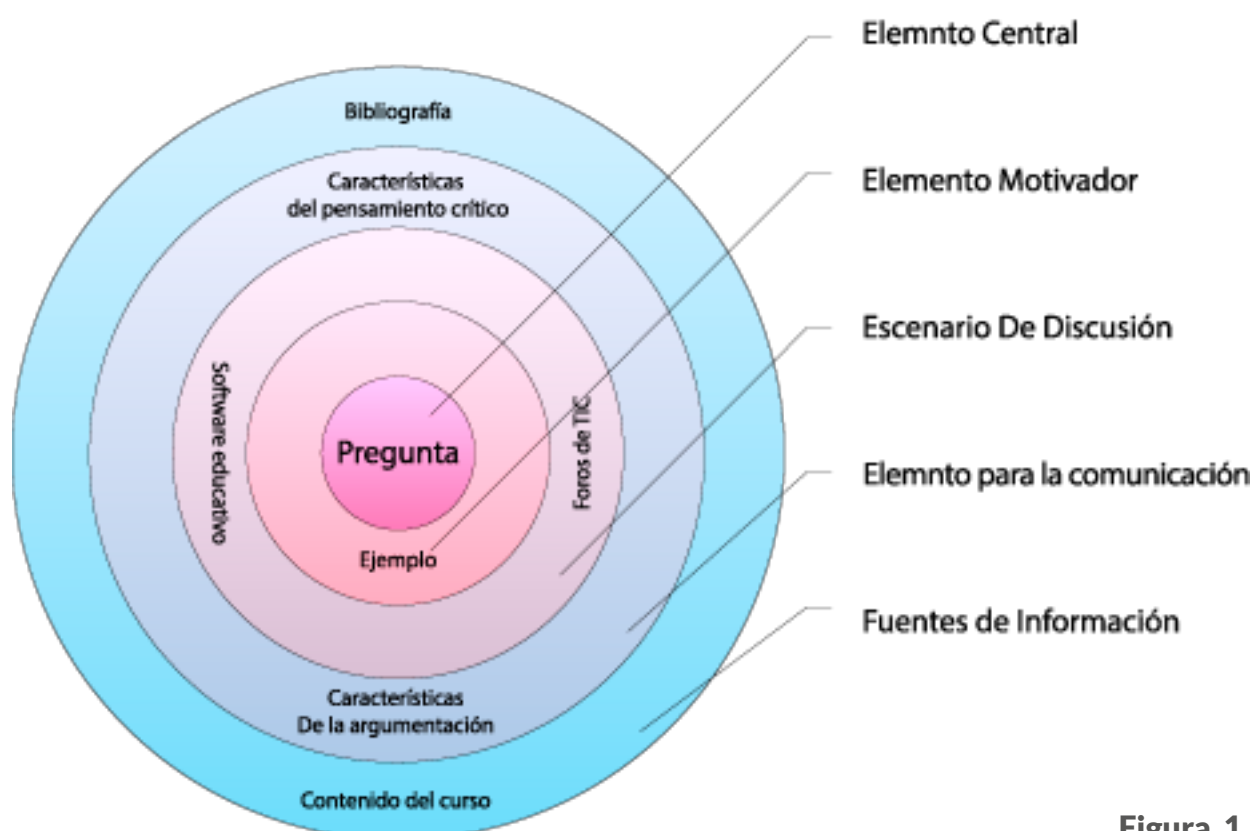 Elemnto Central
Bibliografía
Características
del pensamiento crítico
Elemento Motivador
Escenario De Discusión
Software educativo
Foros de TIC
Pregunta
Elemnto para la comunicación
Ejemplo
Fuentes de Información
Características
De la argumentación
Contenido del curso
Figura 1